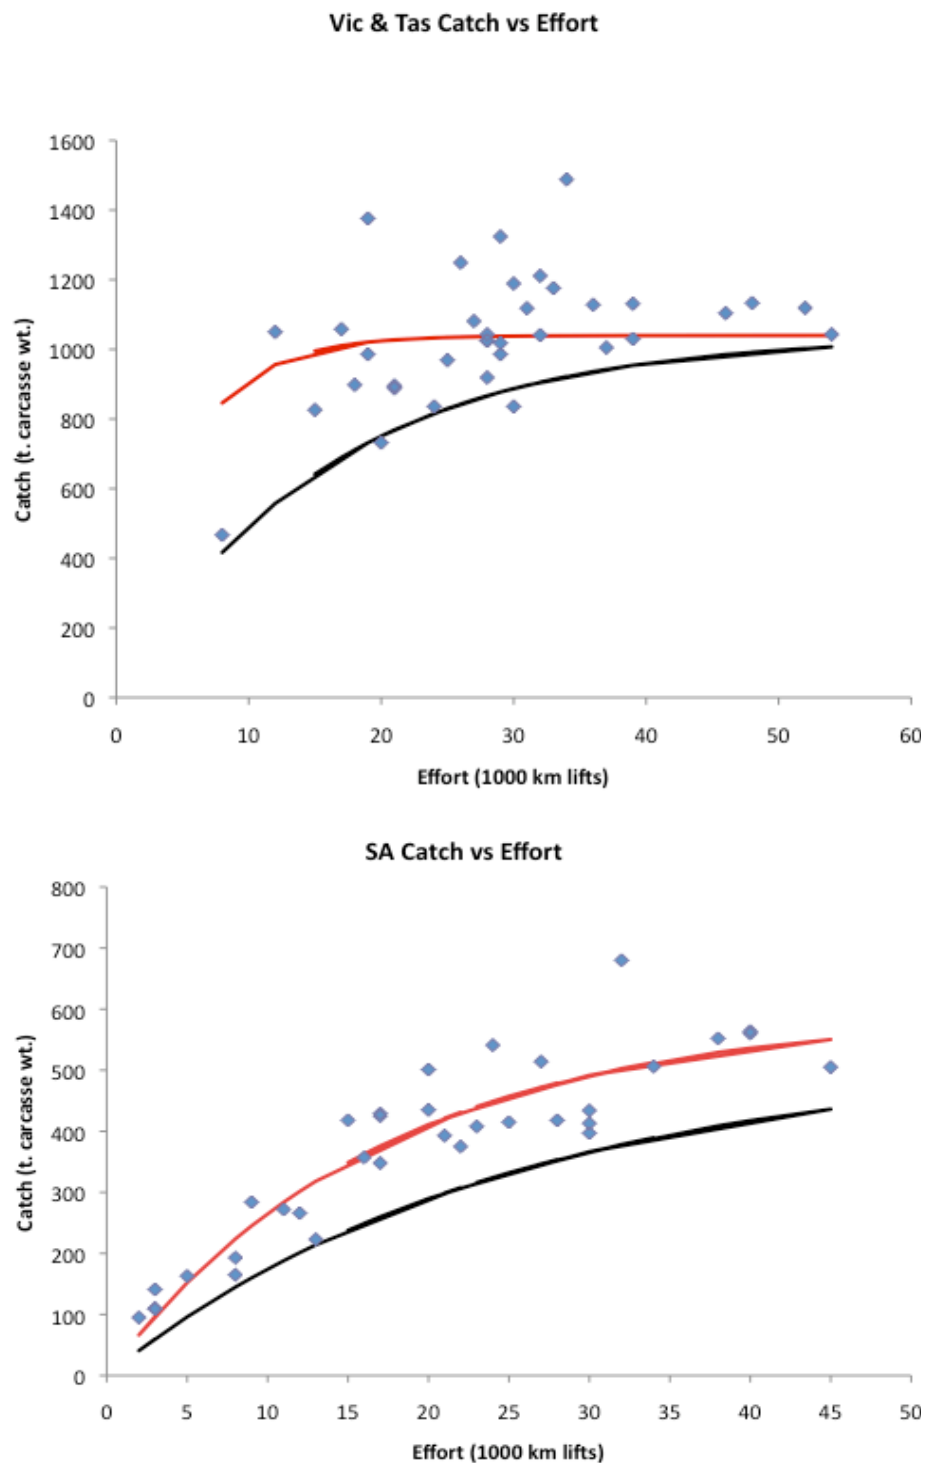 Vic & Tas Catch vs Effort
1600
1400
1200
1000
800
600
400
200
0
Catch (t. carcasse wt.)
0 10 20 30 40 50 60
Effort (1000 km lifts)
SA Catch vs Effort
800
700
600
500
400
300
200
100
0
Catch (t. carcasse wt.)
0 5 10 15 20 25 30 35 40 45 50
Effort (1000 km lifts)